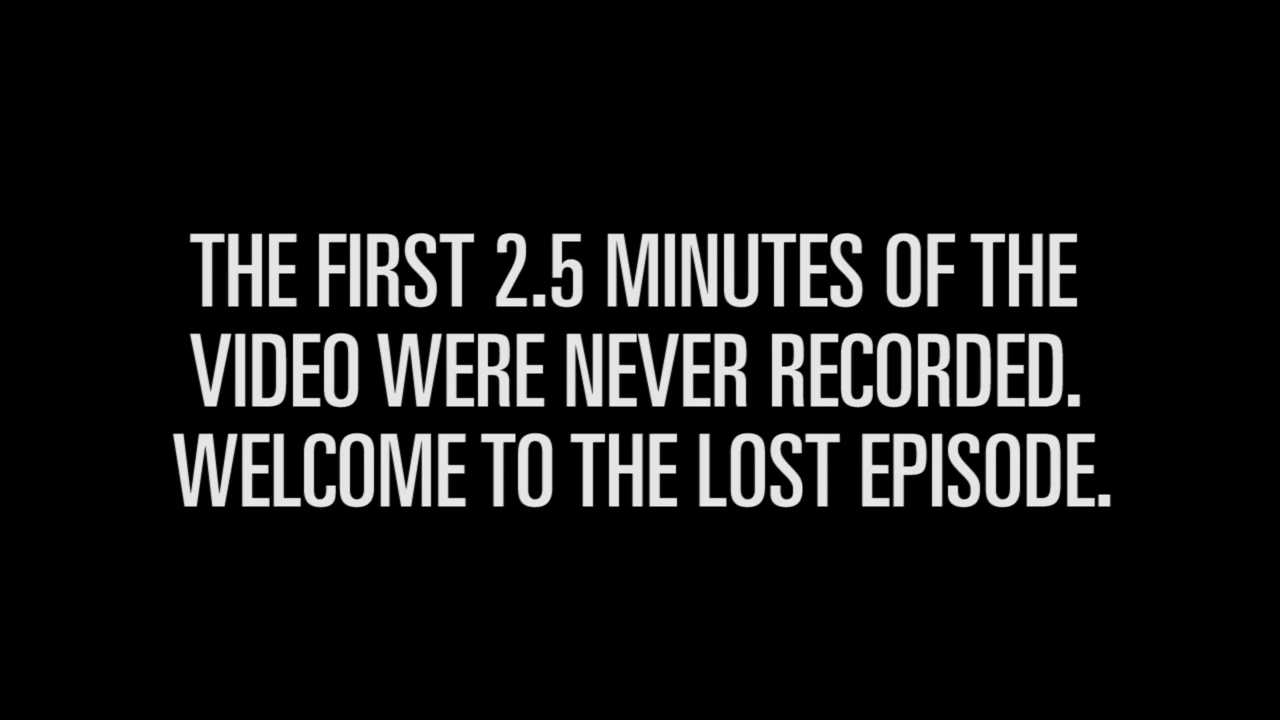 THE FIRST 2.5 MINUTES OF THE
VIDEO WERE NEVER RECORDED.
WELCOME TO THE LOST EPISODE.